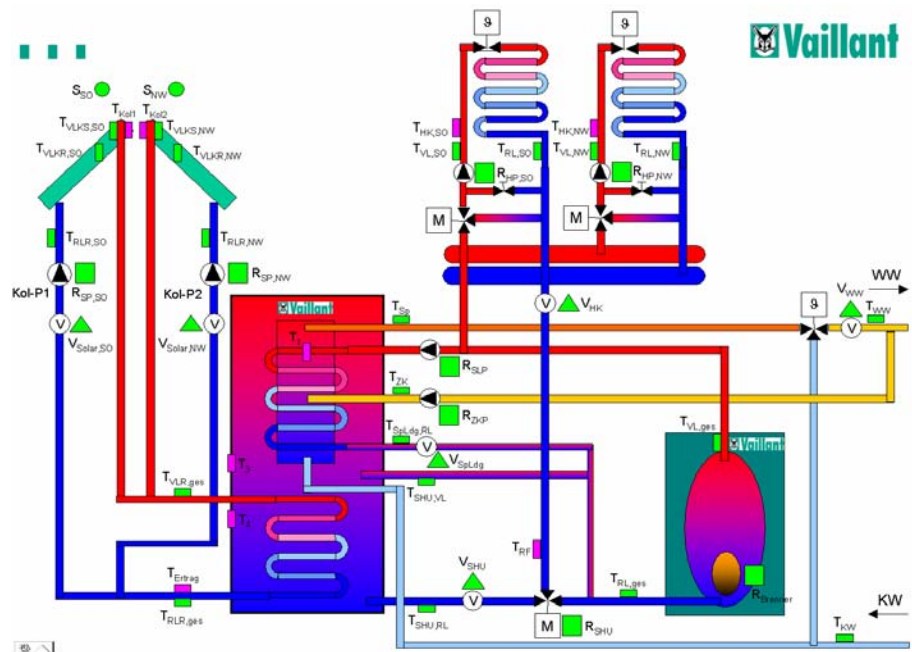 Vaillant
S_SO
S_NW
T_Kol1
T_Kol2
T_VLKS,SO
T_VLKS,NW
T_VLKR,SO
T_VLKR,NW
ϑ
ϑ
T_HK,SO
T_HK,NW
T_VL,SO
T_RL,SO
T_VL,NW
T_RL,NW
R_HP,SO
R_HP,NW
M
M
T_RLR,SO
T_RLR,NW
Kol-P1
R_SP,SO
Kol-P2
R_SP,NW
V
V_Solar,SO
V
V_Solar,NW
Vaillant
T_Sp
V
V_HK
WW
ϑ
V_WW
V
T_WW
R_SLP
T_ZK
R_ZKP
T_SpLdg,RL
V
V_SpLdg
T_VL,ges
Vaillant
T_SHU,VL
T_VLR,ges
T_RF
T_Ertrag
T_RLR,ges
V_SHU
V
T_SHU,RL
M
R_SHU
T_RL,ges
R_Brenner
KW
T_KW